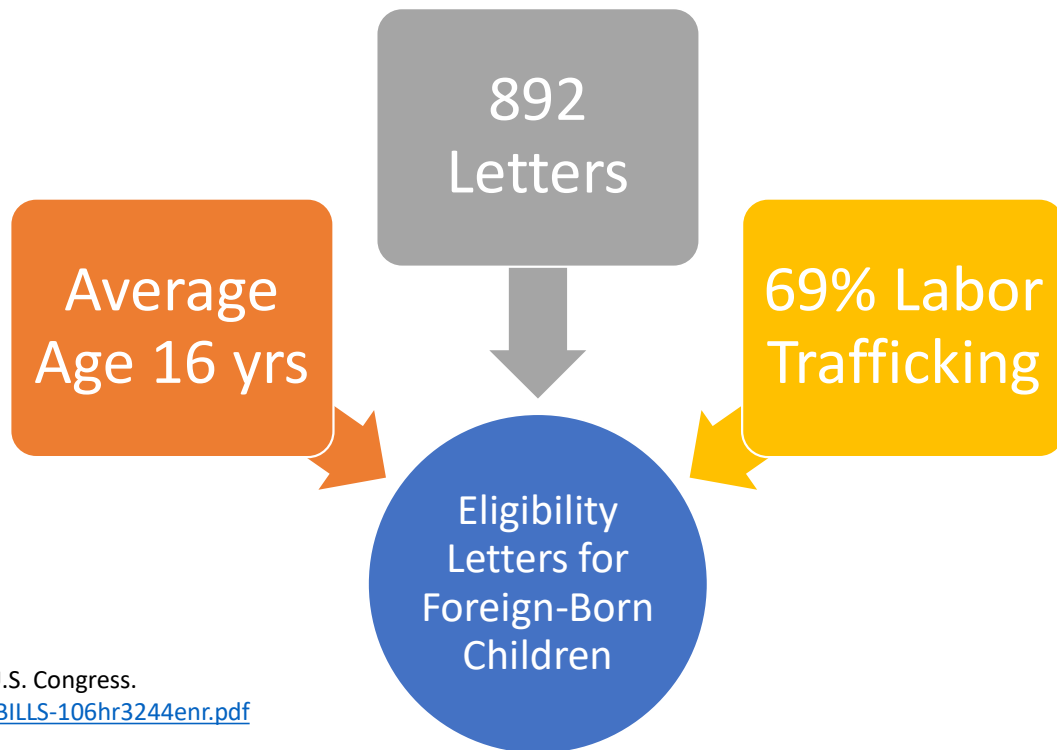 892
Letters
Average
Age 16 yrs
69% Labor
Trafficking
Eligibility
Letters for
Foreign-Born
Children
.S. Congress.
BILLS-106hr3244enr.pdf